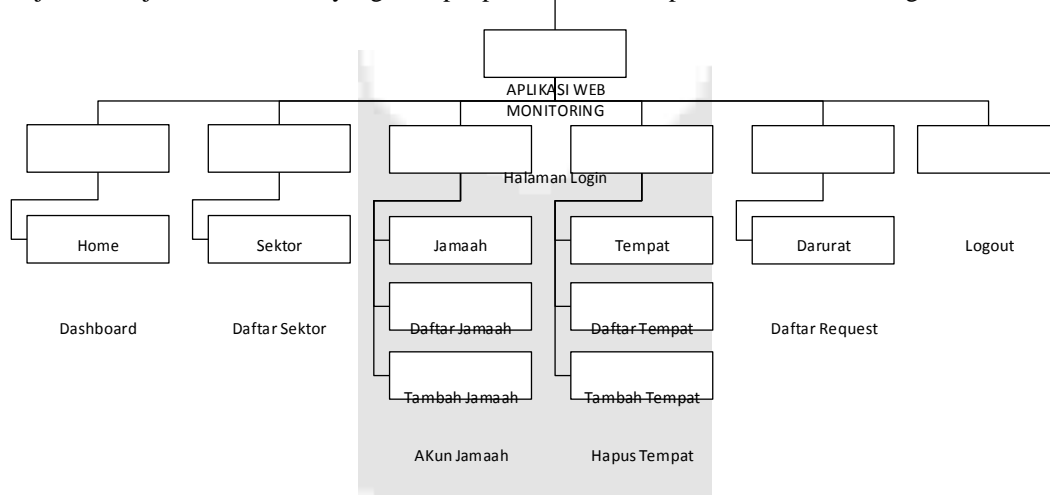 APLIKASI WEB
MONITORING
Halaman Login
Home
Sektor
Jamaah
Tempat
Darurat
Logout
Dashboard
Daftar Sektor
Daftar Jamaah
Daftar Tempat
Daftar Request
Tambah Jamaah
Tambah Tempat
AKun Jamaah
Hapus Tempat